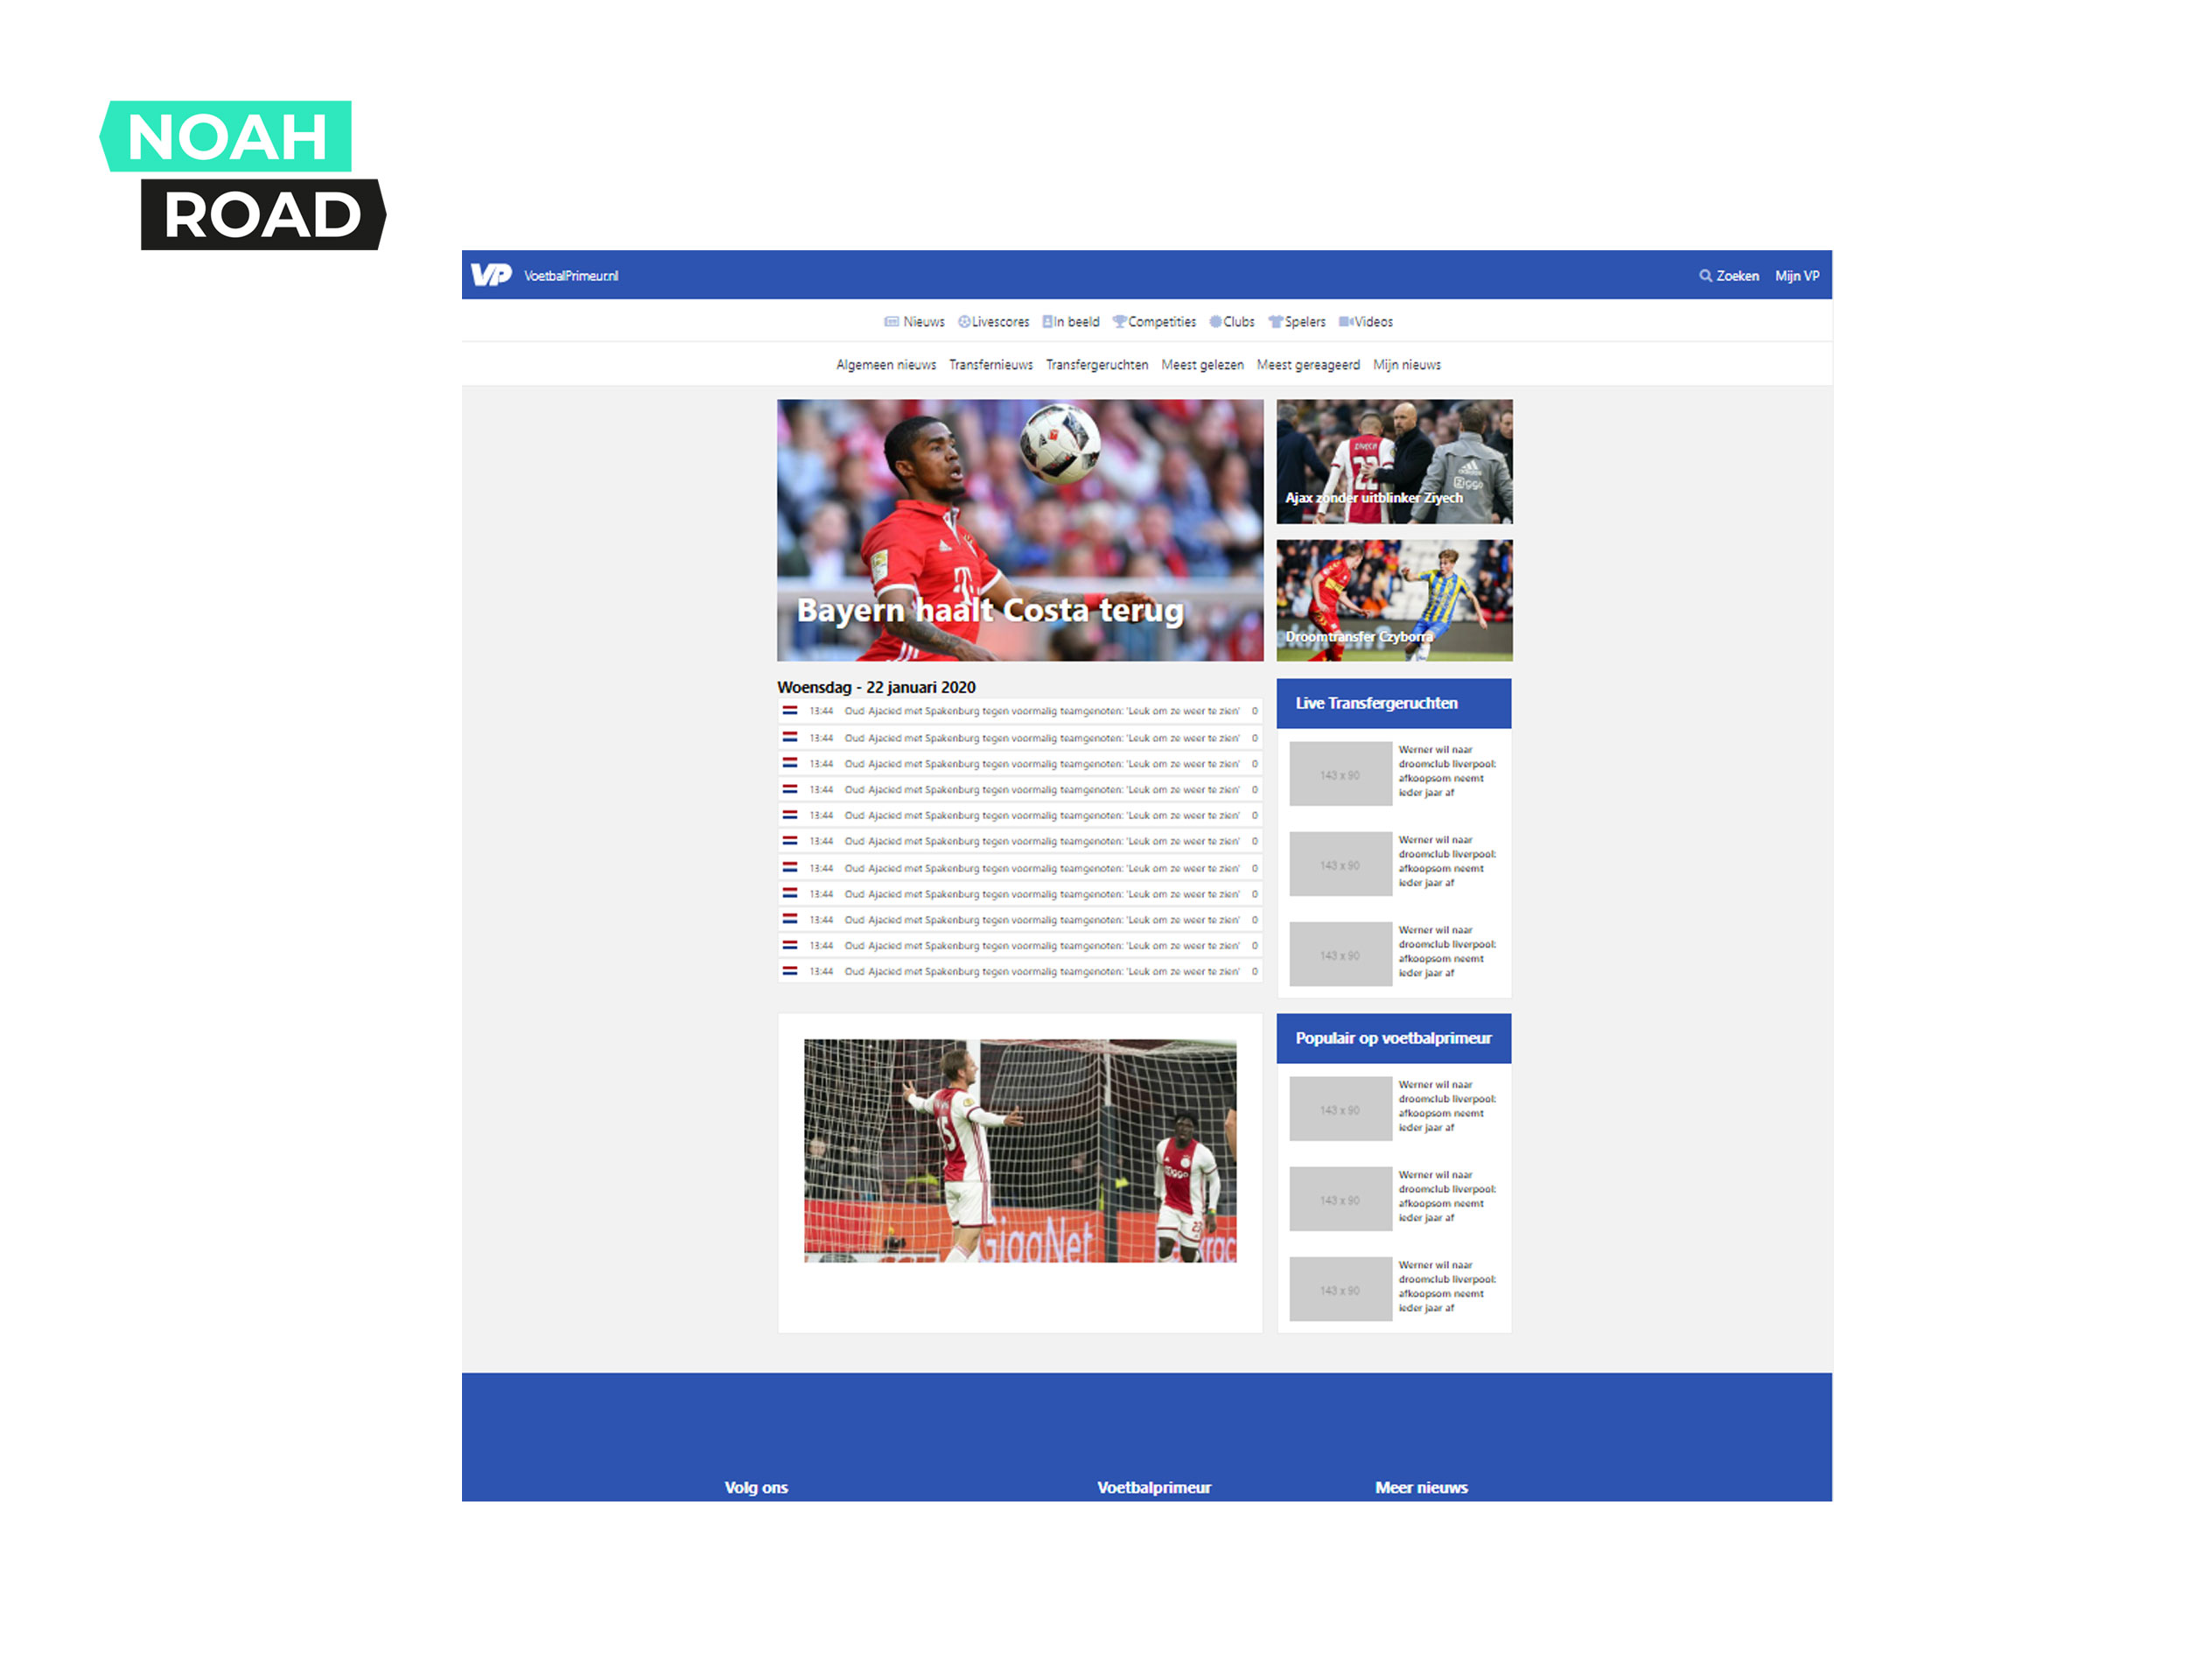 NOAH
ROAD
VP VoetbalPrimeur.nl Zoeken Mijn VP
Nieuws Livescores In beeld Competities Clubs Spelers Videos
Algemeen nieuws Transfernieuws Transfergeruchten Meest gelezen Meest gereageerd Mijn nieuws
Bayern haalt Costa terug
ZIYECH
22
adidas
Ziggo
Ajax zonder uitblinker Ziyech
Droomtransfer Czyborra
Woensdag - 22 januari 2020
13:44 Oud Ajacied met Spakenburg tegen voormalig teamgenoten: 'Leuk om ze weer te zien' 0
13:44 Oud Ajacied met Spakenburg tegen voormalig teamgenoten: 'Leuk om ze weer te zien' 0
13:44 Oud Ajacied met Spakenburg tegen voormalig teamgenoten: 'Leuk om ze weer te zien' 0
13:44 Oud Ajacied met Spakenburg tegen voormalig teamgenoten: 'Leuk om ze weer te zien' 0
13:44 Oud Ajacied met Spakenburg tegen voormalig teamgenoten: 'Leuk om ze weer te zien' 0
13:44 Oud Ajacied met Spakenburg tegen voormalig teamgenoten: 'Leuk om ze weer te zien' 0
13:44 Oud Ajacied met Spakenburg tegen voormalig teamgenoten: 'Leuk om ze weer te zien' 0
13:44 Oud Ajacied met Spakenburg tegen voormalig teamgenoten: 'Leuk om ze weer te zien' 0
13:44 Oud Ajacied met Spakenburg tegen voormalig teamgenoten: 'Leuk om ze weer te zien' 0
13:44 Oud Ajacied met Spakenburg tegen voormalig teamgenoten: 'Leuk om ze weer te zien' 0
13:44 Oud Ajacied met Spakenburg tegen voormalig teamgenoten: 'Leuk om ze weer te zien' 0
Live Transfergeruchten
143 x 90
Werner wil naar
droomclub liverpool:
afkoopsom neemt
ieder jaar af
143 x 90
Werner wil naar
droomclub liverpool:
afkoopsom neemt
ieder jaar af
143 x 90
Werner wil naar
droomclub liverpool:
afkoopsom neemt
ieder jaar af
15
Ziggo
23
GigaNet
Populair op voetbalprimeur
143 x 90
Werner wil naar
droomclub liverpool:
afkoopsom neemt
ieder jaar af
143 x 90
Werner wil naar
droomclub liverpool:
afkoopsom neemt
ieder jaar af
143 x 90
Werner wil naar
droomclub liverpool:
afkoopsom neemt
ieder jaar af
Volg ons Voetbalprimeur Meer nieuws